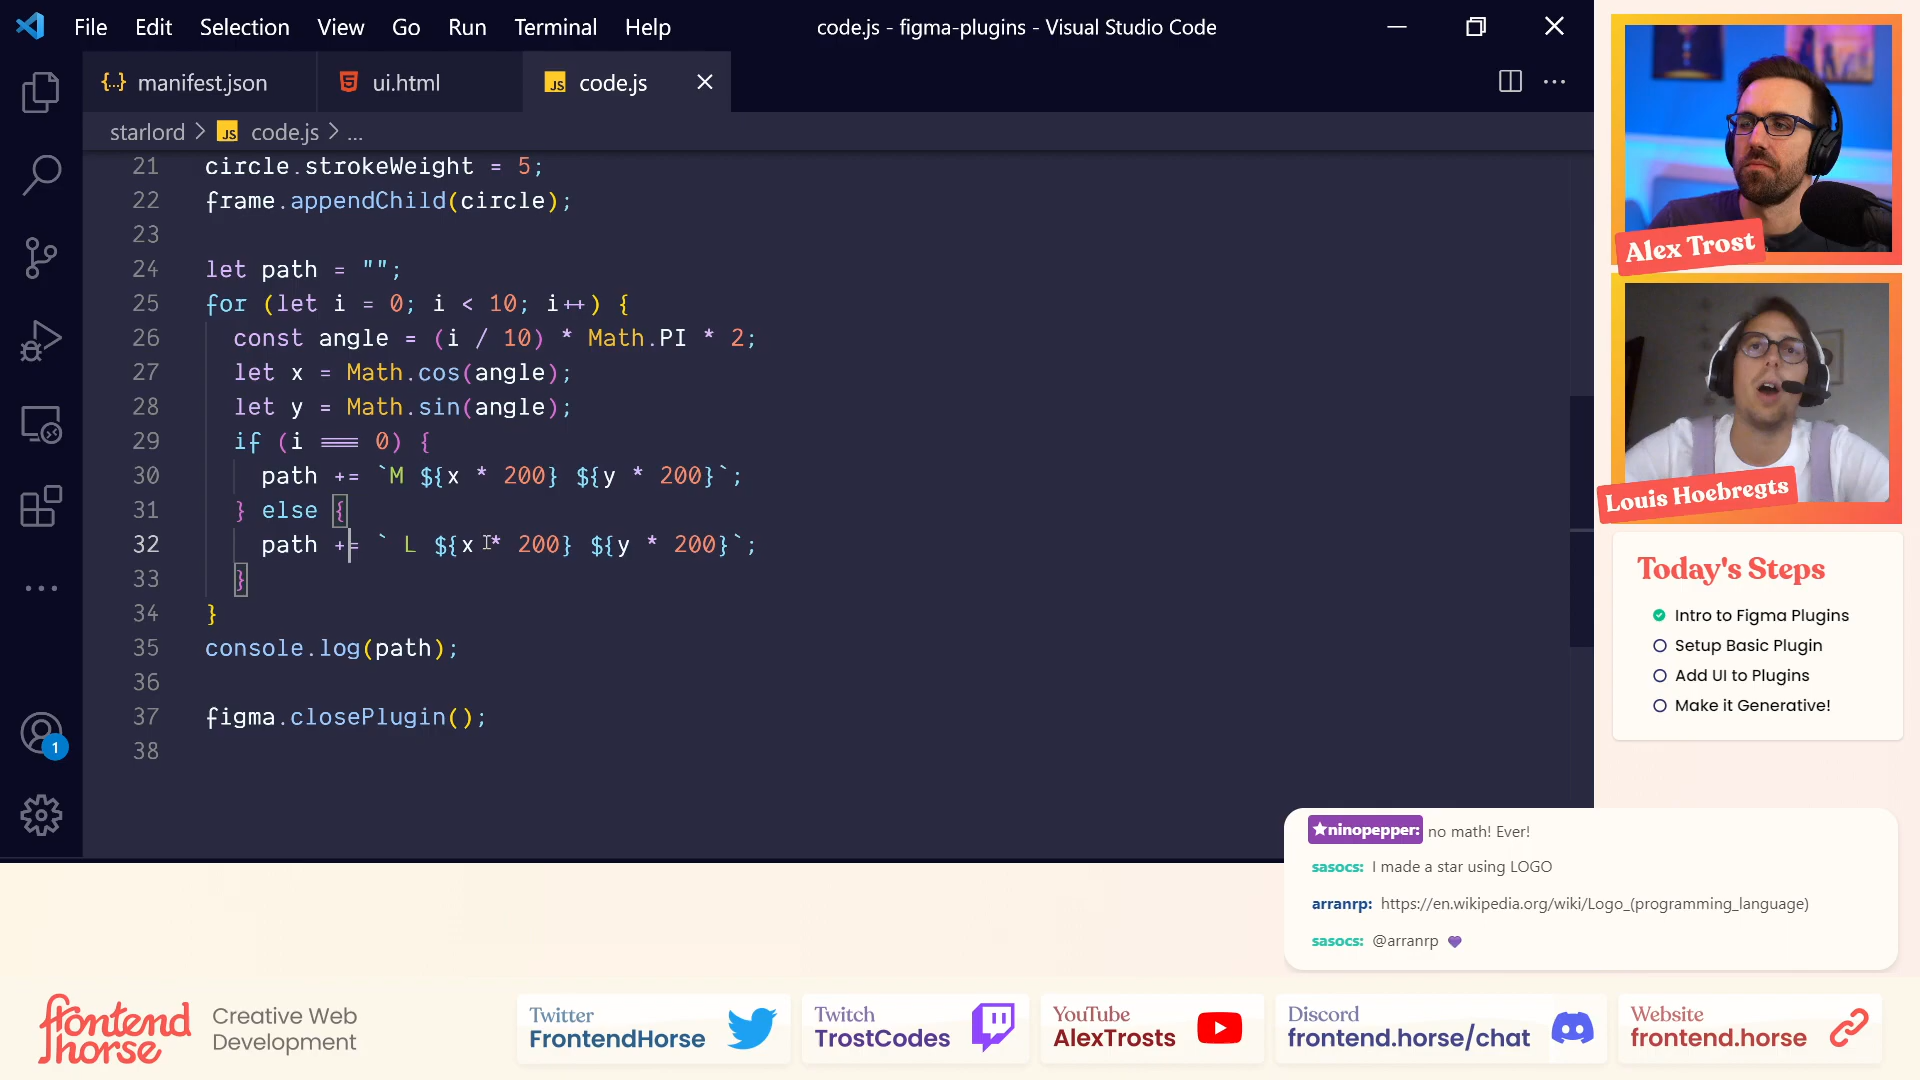 File Edit Selection View Go Run Terminal Help
code.js - figma-plugins - Visual Studio Code
{..} manifest.json
ui.html
JS code.js
starlord > JS code.js > ...
21 circle.strokeWeight = 5;
22 frame.appendChild(circle);
23
24 let path = "";
25 for (let i = 0; i < 10; i++) {
26 const angle = (i / 10) * Math.PI * 2;
27 let x = Math.cos(angle);
28 let y = Math.sin(angle);
29 if (i === 0) {
30 path += `M ${x * 200} ${y * 200}`;
31 } else {
32 path += ` L ${x * 200} ${y * 200}`;
33 }
34 }
35 console.log(path);
36
37 figma.closePlugin();
38
1
Alex Trost
Louis Hoebregts
Today's Steps
Intro to Figma Plugins
Setup Basic Plugin
Add UI to Plugins
Make it Generative!
★ninopepper: no math! Ever!
sasocs: I made a star using LOGO
arranrp: https://en.wikipedia.org/wiki/Logo_(programming_language)
sasocs: @arranrp 💜
frontend
horse
Creative Web
Development
Twitter
FrontendHorse
Twitch
TrostCodes
YouTube
AlexTrosts
Discord
frontend.horse/chat
Website
frontend.horse